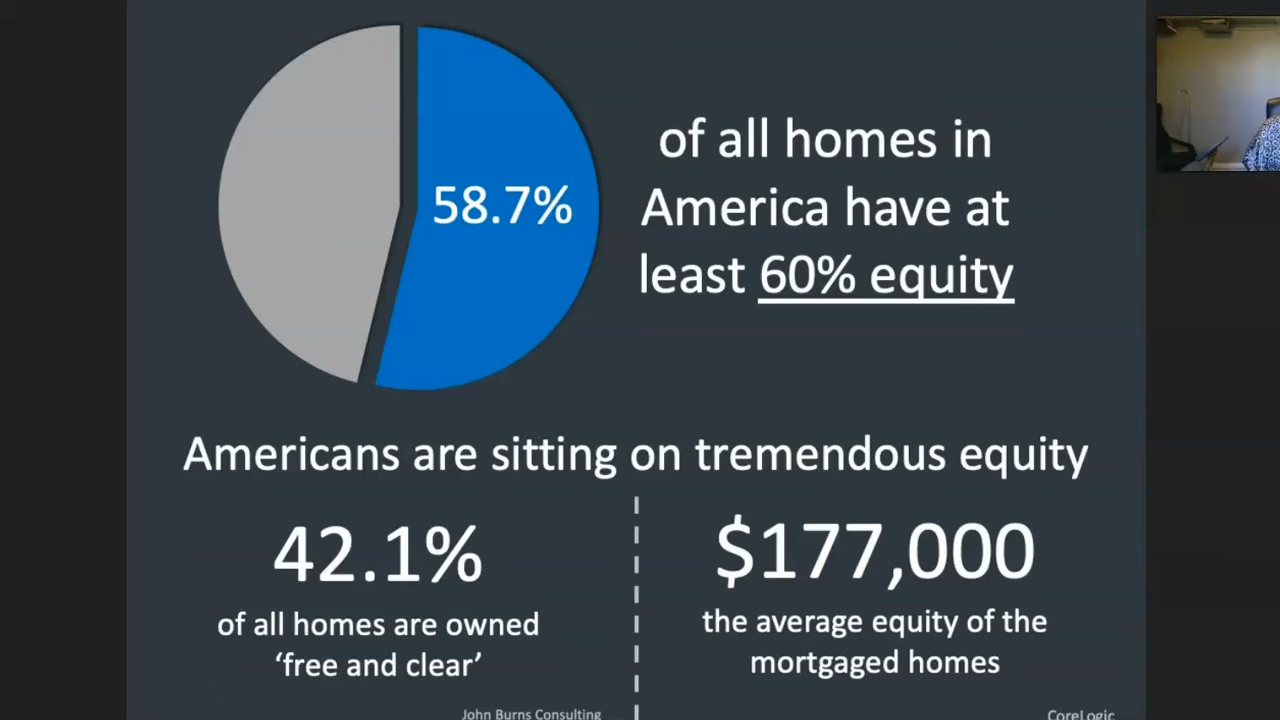 58.7%
of all homes in
America have at
least 60% equity
Americans are sitting on tremendous equity
42.1%
of all homes are owned
‘free and clear’
John Burns Consulting
$177,000
the average equity of the
mortgaged homes
CoreLogic